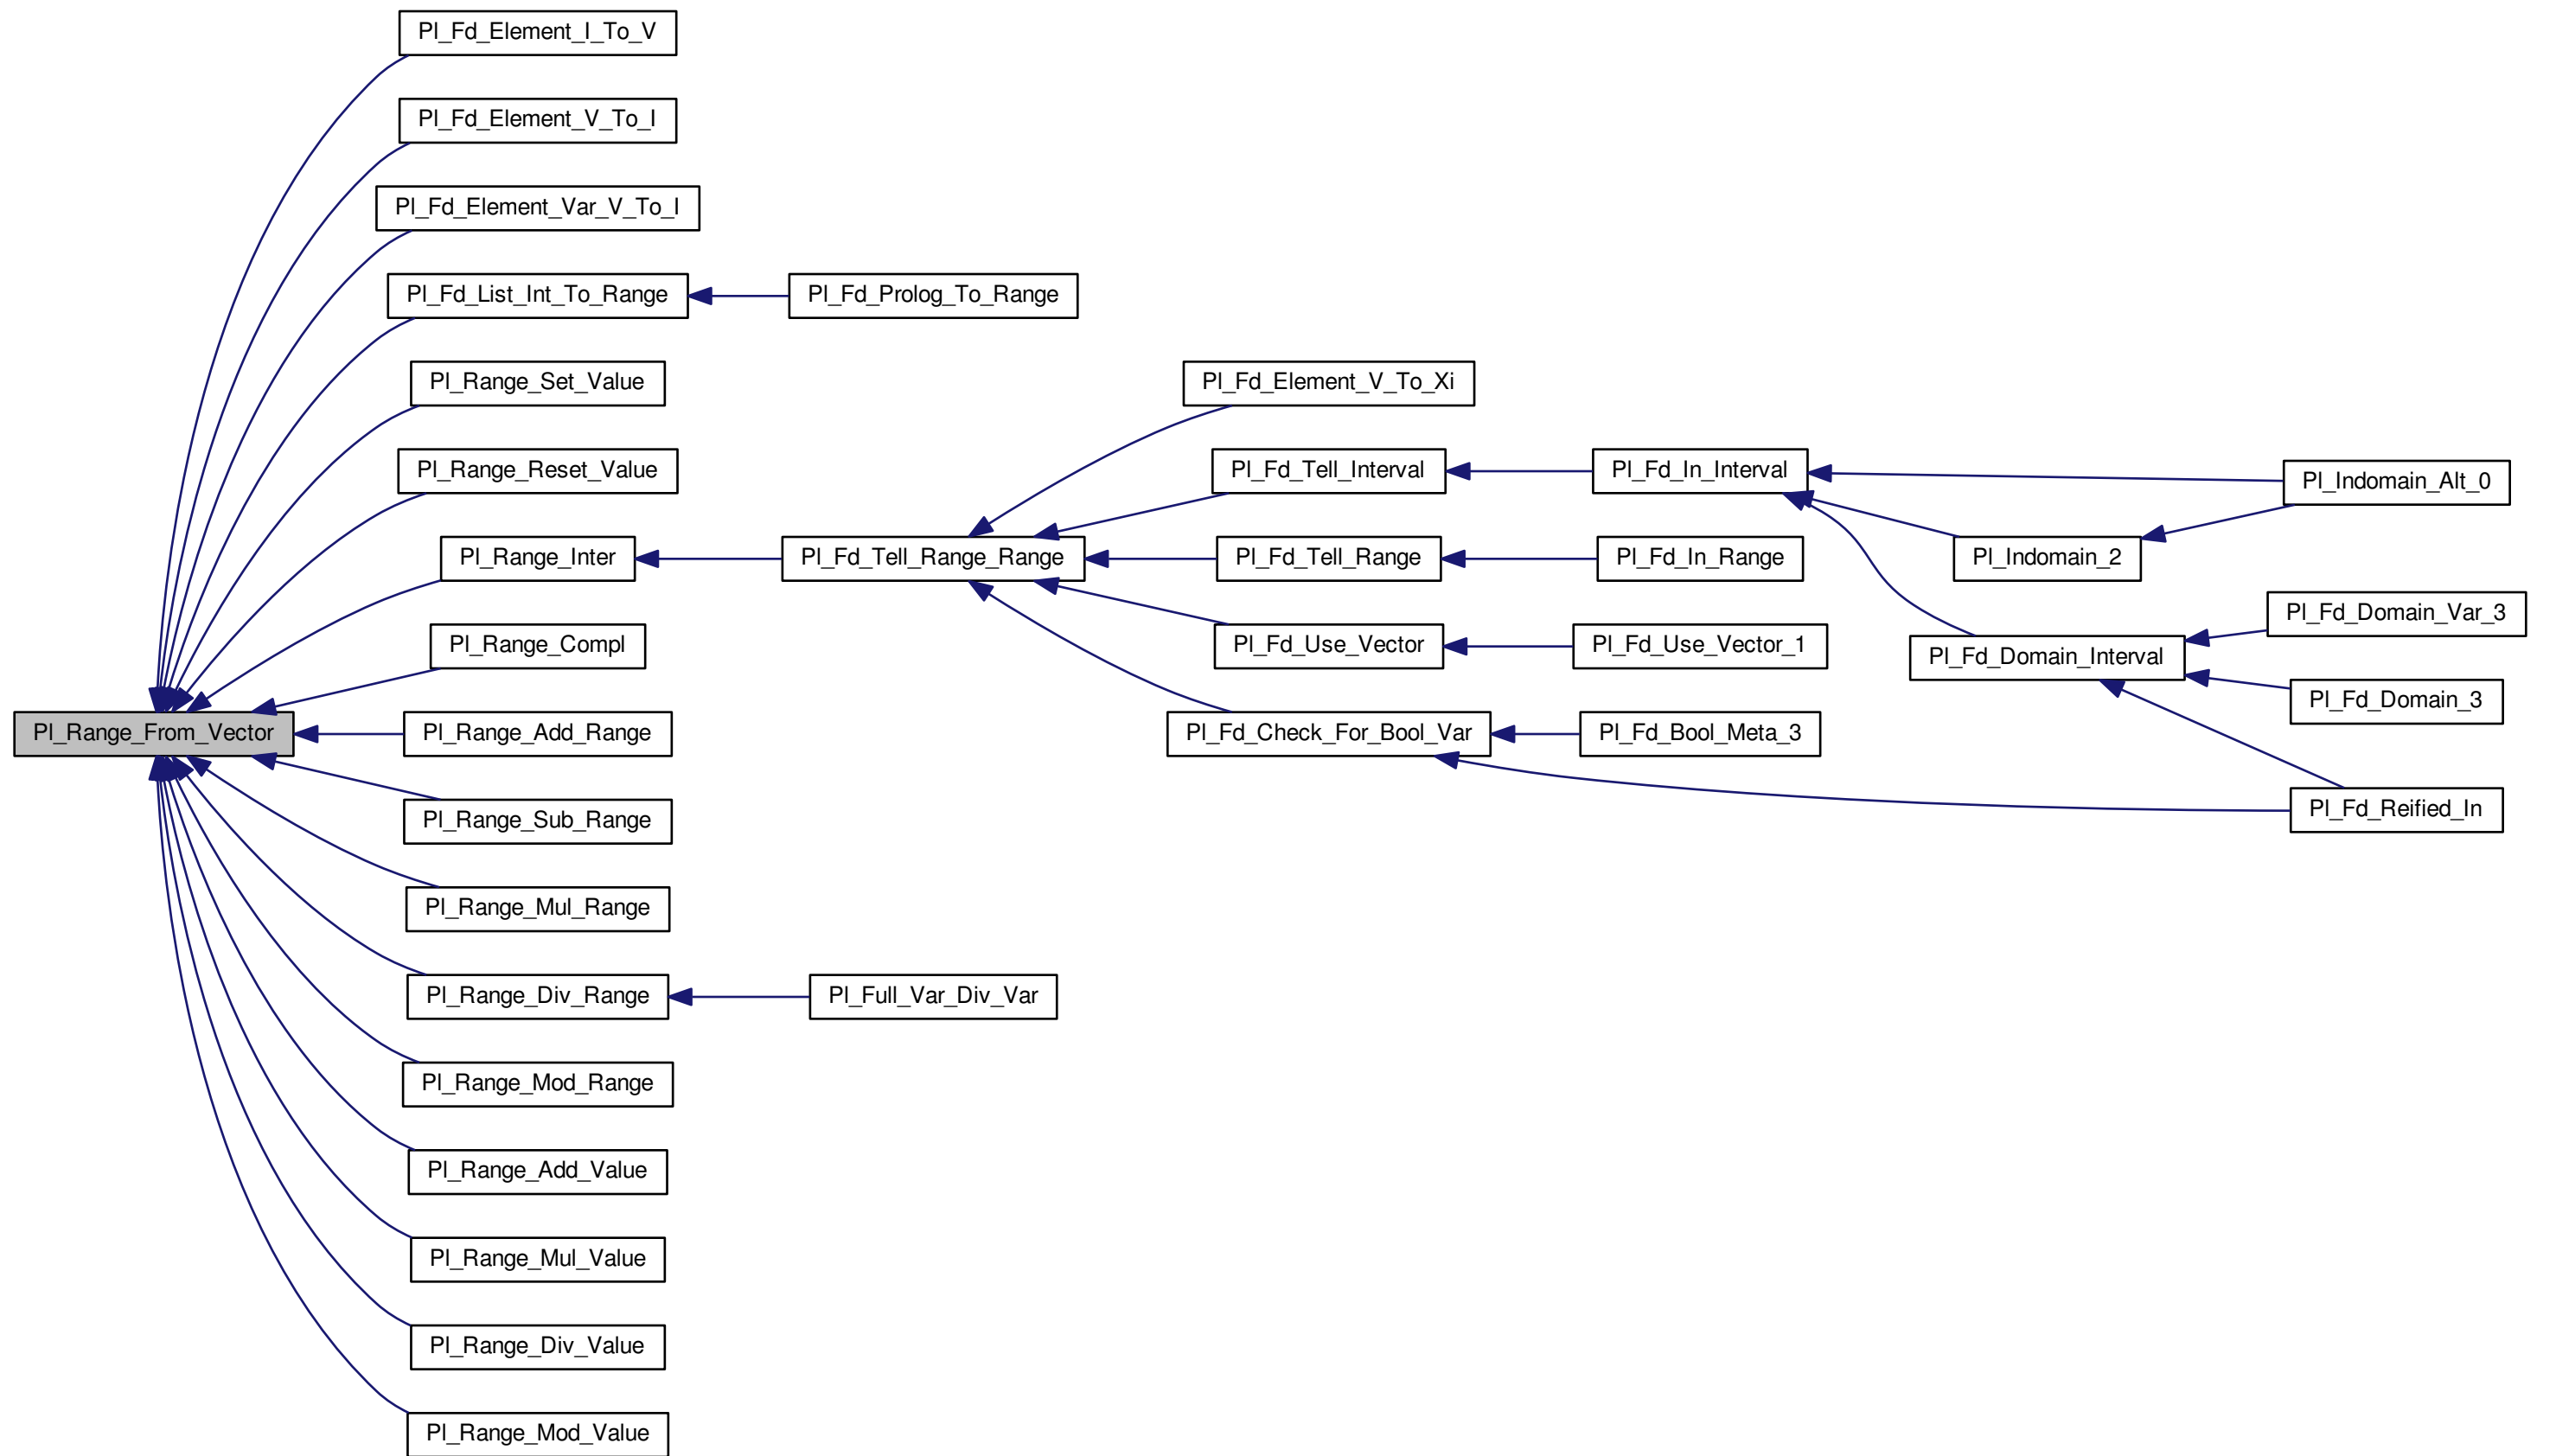 Pl_Fd_Element_I_To_V
Pl_Fd_Element_V_To_I
Pl_Fd_Element_Var_V_To_I
Pl_Fd_List_Int_To_Range
Pl_Fd_Prolog_To_Range
Pl_Range_Set_Value
Pl_Fd_Element_V_To_Xi
Pl_Range_Reset_Value
Pl_Fd_Tell_Interval
Pl_Fd_In_Interval
Pl_Indomain_Alt_0
Pl_Range_Inter
Pl_Fd_Tell_Range_Range
Pl_Fd_Tell_Range
Pl_Fd_In_Range
Pl_Indomain_2
Pl_Fd_Domain_Var_3
Pl_Range_Compl
Pl_Fd_Use_Vector
Pl_Fd_Use_Vector_1
Pl_Fd_Domain_Interval
Pl_Fd_Domain_3
Pl_Range_From_Vector
Pl_Range_Add_Range
Pl_Fd_Check_For_Bool_Var
Pl_Fd_Bool_Meta_3
Pl_Fd_Reified_In
Pl_Range_Sub_Range
Pl_Range_Mul_Range
Pl_Range_Div_Range
Pl_Full_Var_Div_Var
Pl_Range_Mod_Range
Pl_Range_Add_Value
Pl_Range_Mul_Value
Pl_Range_Div_Value
Pl_Range_Mod_Value